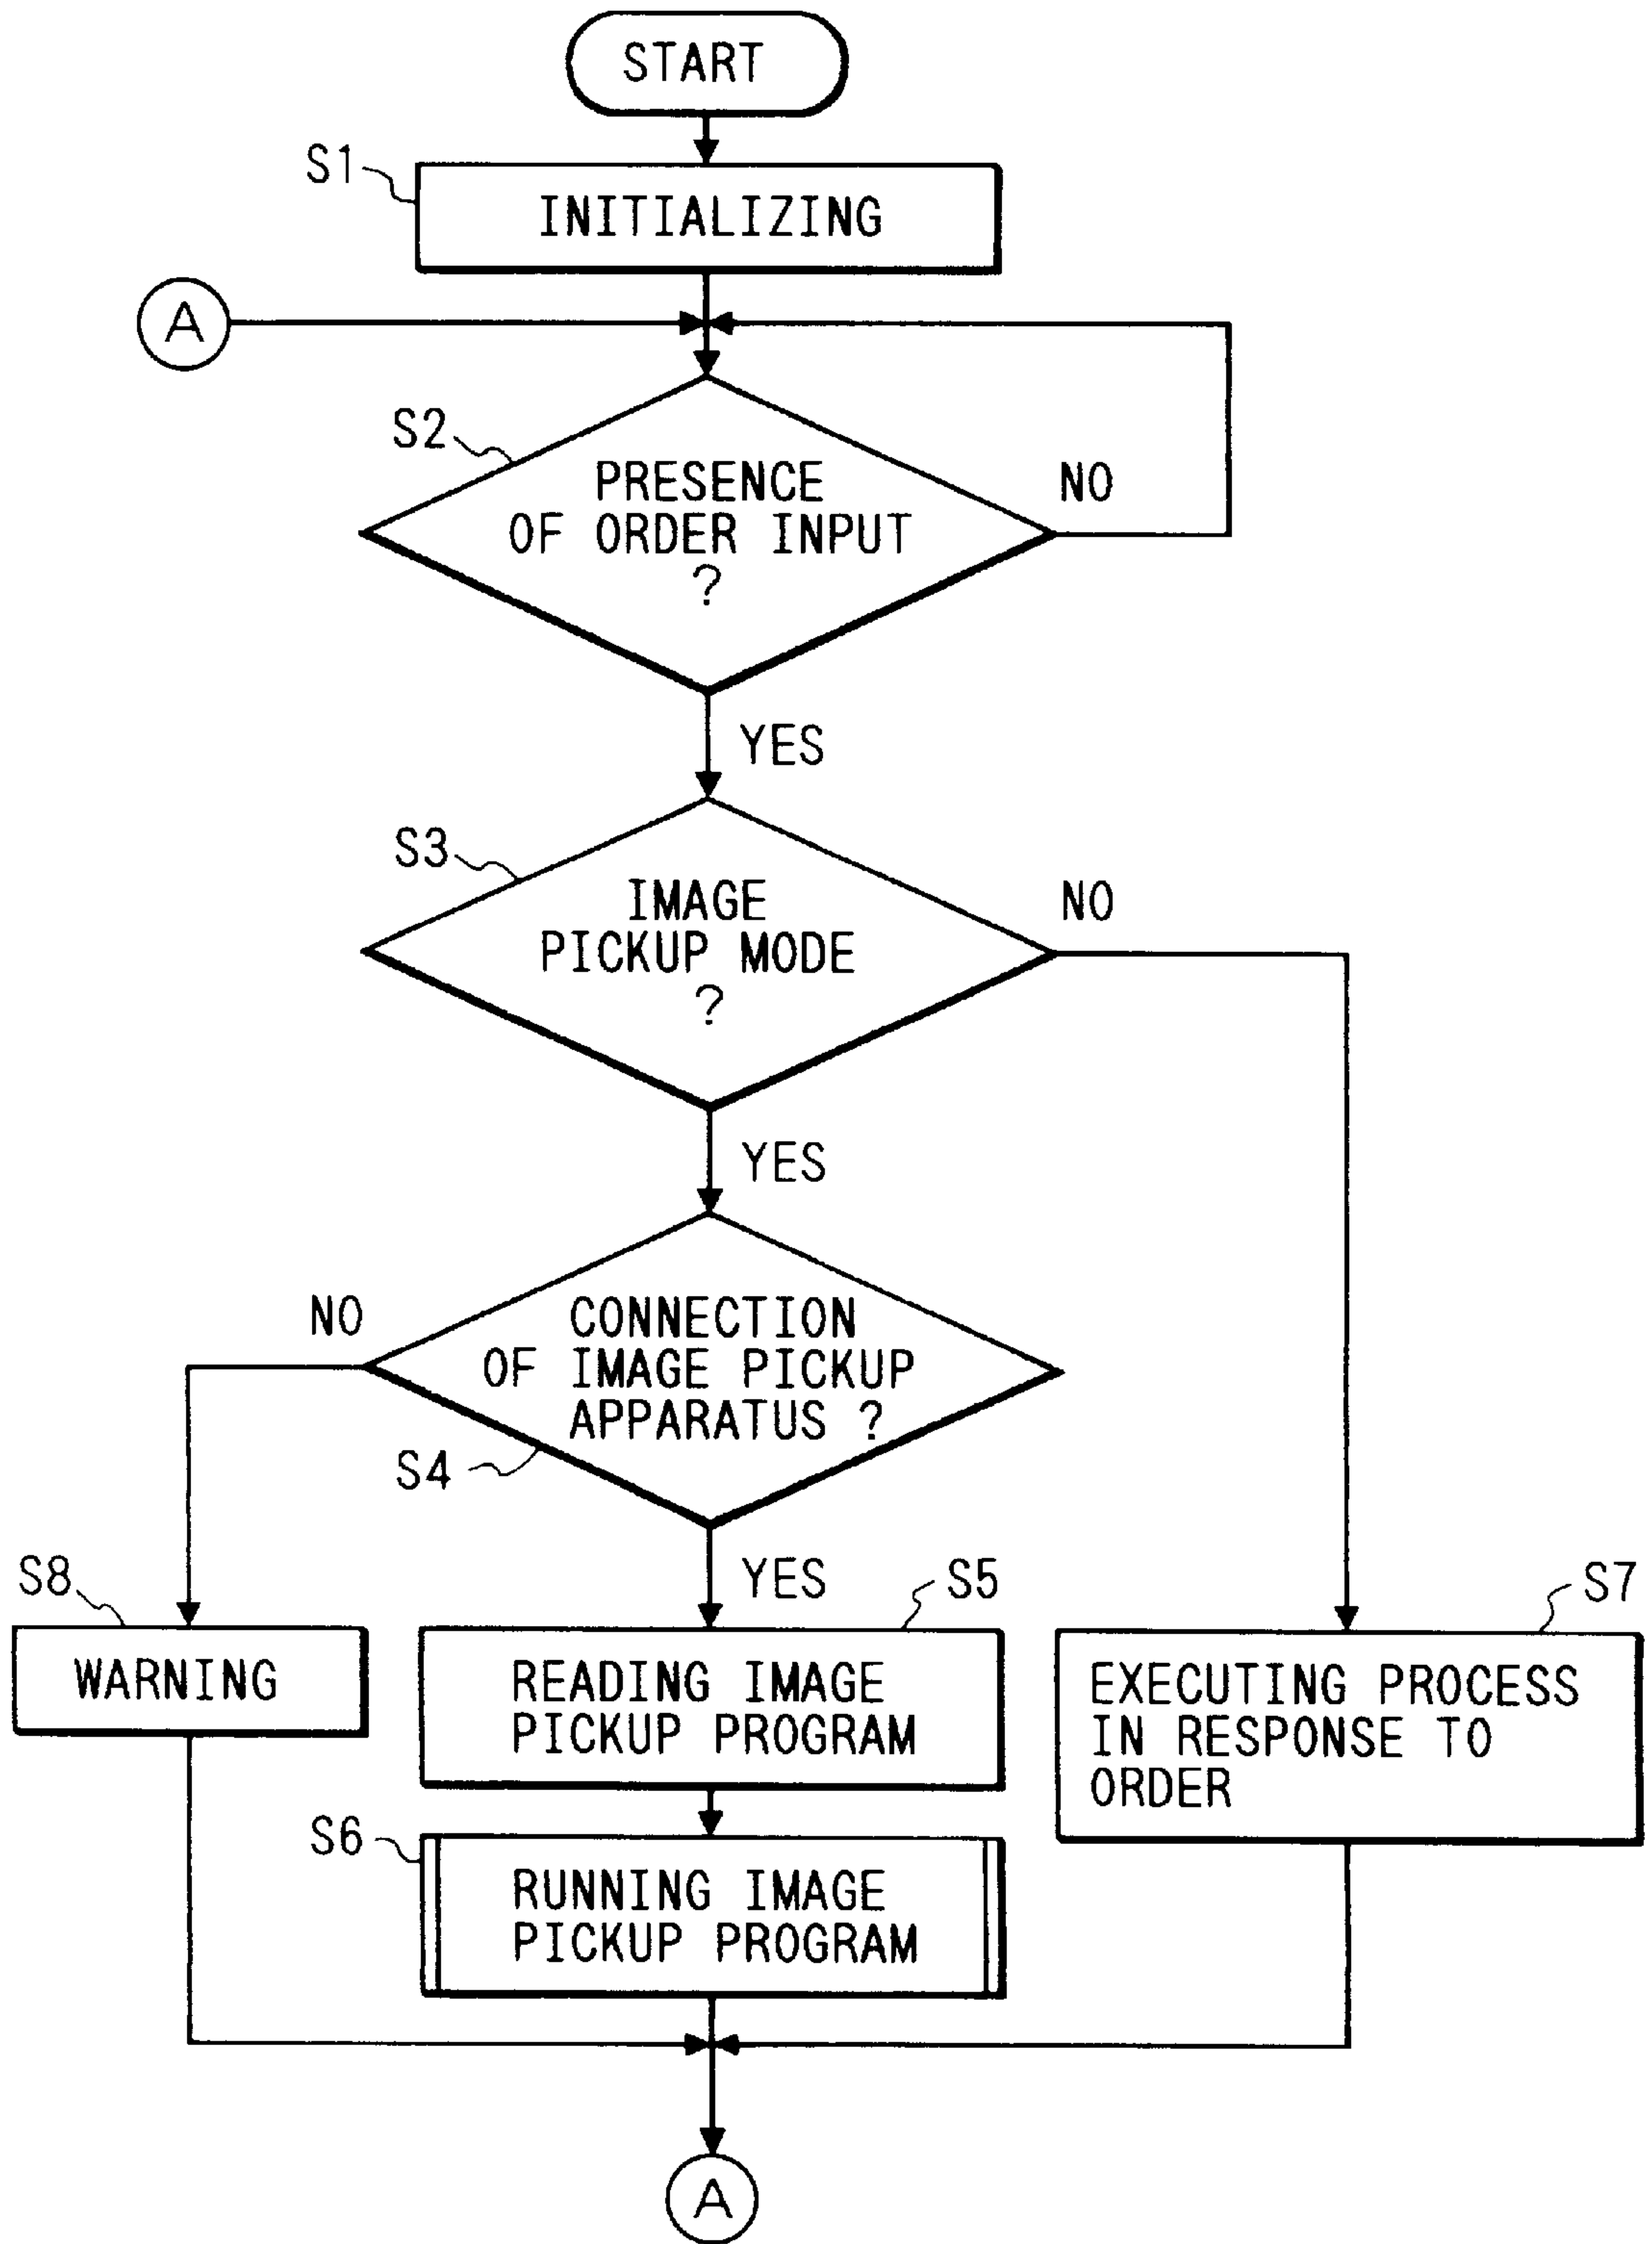 START
S1
INITIALIZING
A
S2
PRESENCE
OF ORDER INPUT
?
NO
YES
S3
IMAGE
PICKUP MODE
?
NO
YES
NO
CONNECTION
OF IMAGE PICKUP
APPARATUS ?
S4
YES
S8
WARNING
S5
READING IMAGE
PICKUP PROGRAM
S7
EXECUTING PROCESS
IN RESPONSE TO
ORDER
S6
RUNNING IMAGE
PICKUP PROGRAM
A